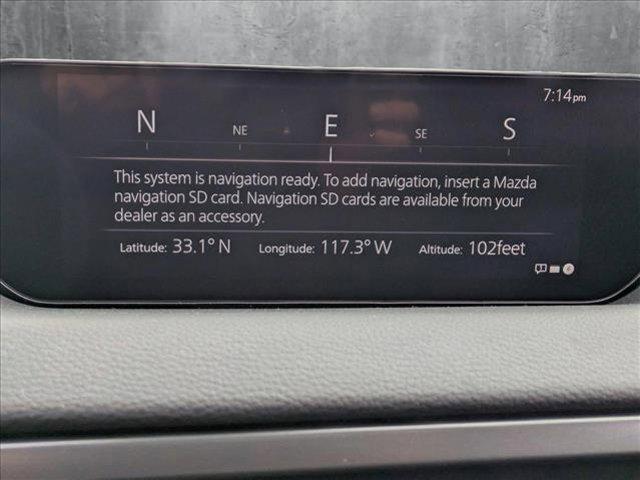 7:14pm
N NE E SE S
This system is navigation ready. To add navigation, insert a Mazda
navigation SD card. Navigation SD cards are available from your
dealer as an accessory.
Latitude: 33.1° N Longitude: 117.3° W Altitude: 102feet